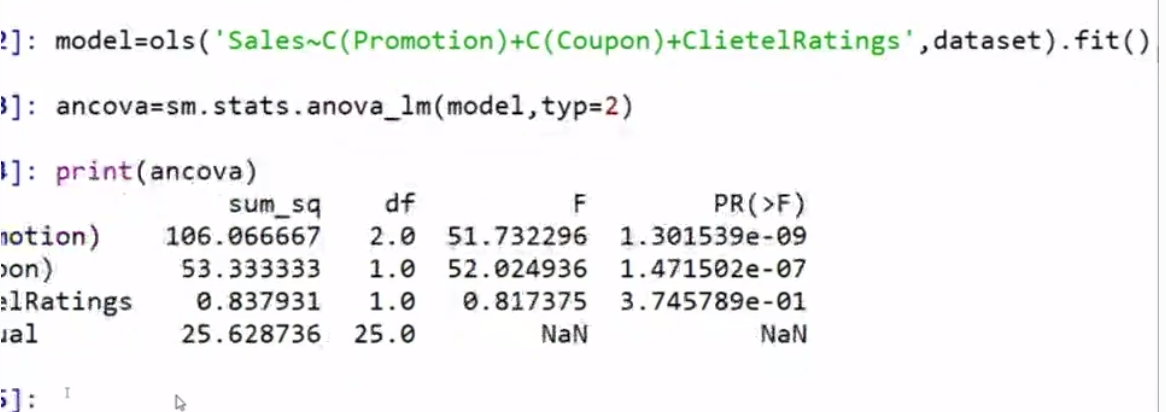 2]: model=ols('Sales~C(Promotion)+C(Coupon)+ClietelRatings',dataset).fit()
3]: ancova=sm.stats.anova_lm(model,typ=2)
4]: print(ancova)
sum_sq df F PR(>F)
motion) 106.066667 2.0 51.732296 1.301539e-09
pon) 53.333333 1.0 52.024936 1.471502e-07
elRatings 0.837931 1.0 0.817375 3.745789e-01
ual 25.628736 25.0 NaN NaN
5]: